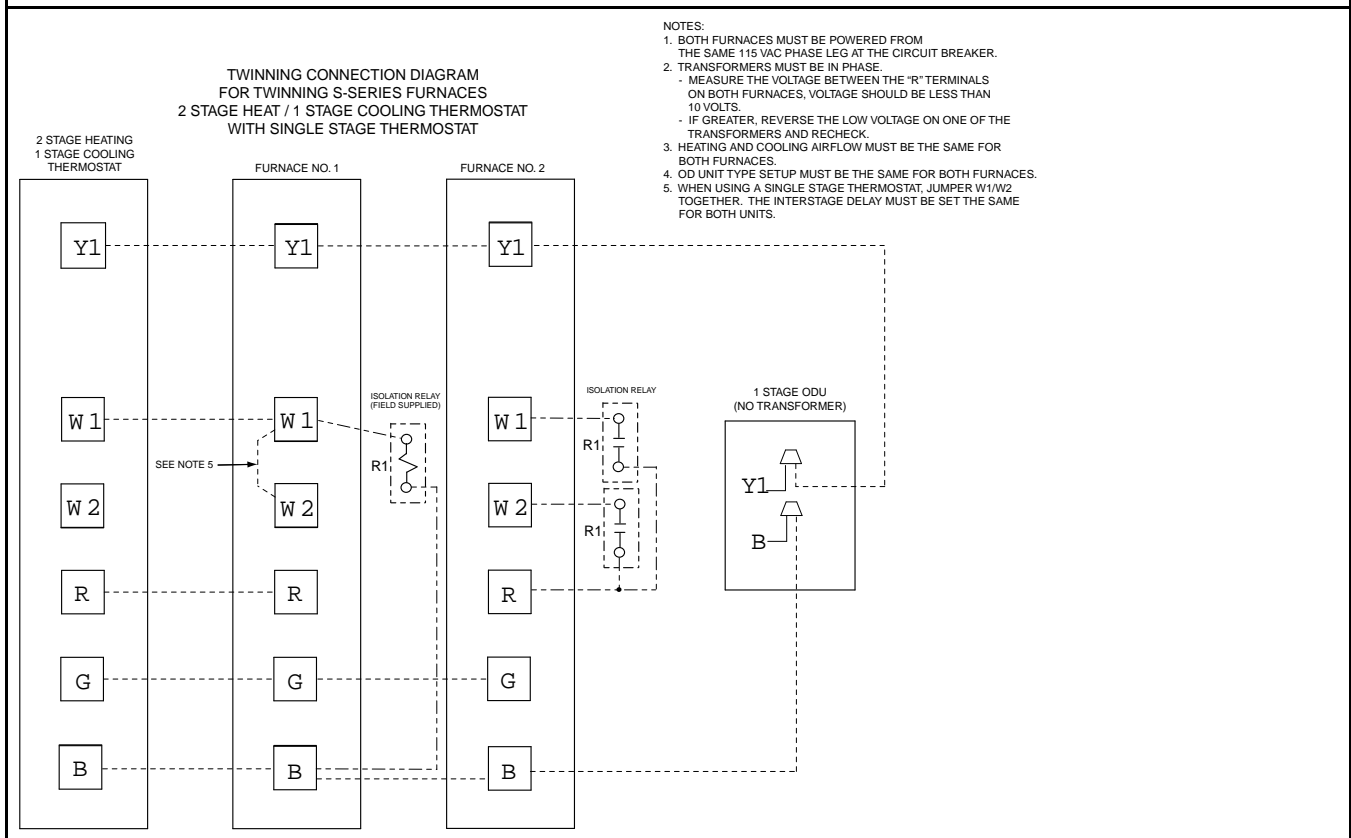 NOTES:
1. BOTH FURNACES MUST BE POWERED FROM
THE SAME 115 VAC PHASE LEG AT THE CIRCUIT BREAKER.
2. TRANSFORMERS MUST BE IN PHASE.
- MEASURE THE VOLTAGE BETWEEN THE “R” TERMINALS
ON BOTH FURNACES, VOLTAGE SHOULD BE LESS THAN
10 VOLTS.
- IF GREATER, REVERSE THE LOW VOLTAGE ON ONE OF THE
TRANSFORMERS AND RECHECK.
3. HEATING AND COOLING AIRFLOW MUST BE THE SAME FOR
BOTH FURNACES.
4. OD UNIT TYPE SETUP MUST BE THE SAME FOR BOTH FURNACES.
5. WHEN USING A SINGLE STAGE THERMOSTAT, JUMPER W1/W2
TOGETHER. THE INTERSTAGE DELAY MUST BE SET THE SAME
FOR BOTH UNITS.
TWINNING CONNECTION DIAGRAM
FOR TWINNING S-SERIES FURNACES
2 STAGE HEAT / 1 STAGE COOLING THERMOSTAT
WITH SINGLE STAGE THERMOSTAT
2 STAGE HEATING
1 STAGE COOLING
THERMOSTAT
Y1
W 1
W 2
R
G
B
FURNACE NO. 1
Y1
W 1
SEE NOTE 5
W 2
R
G
B
ISOLATION RELAY
(FIELD SUPPLIED)
R1
FURNACE NO. 2
Y1
W 1
W 2
R
G
B
ISOLATION RELAY
R1
R1
1 STAGE ODU
(NO TRANSFORMER)
Y1
B